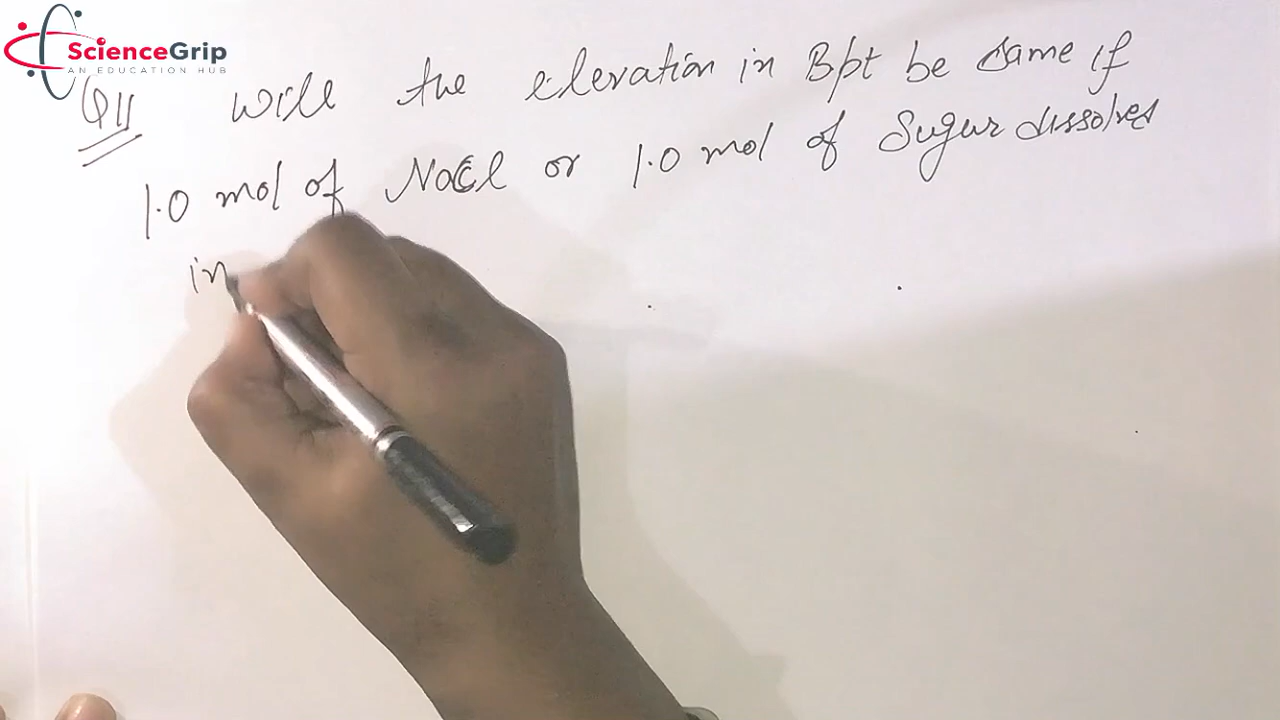 ScienceGrip
AN EDUCATION HUB
Q11 Will the elevation in Bpt be same if
1.0 mol of NaCl or 1.0 mol of Sugar dissolved
in